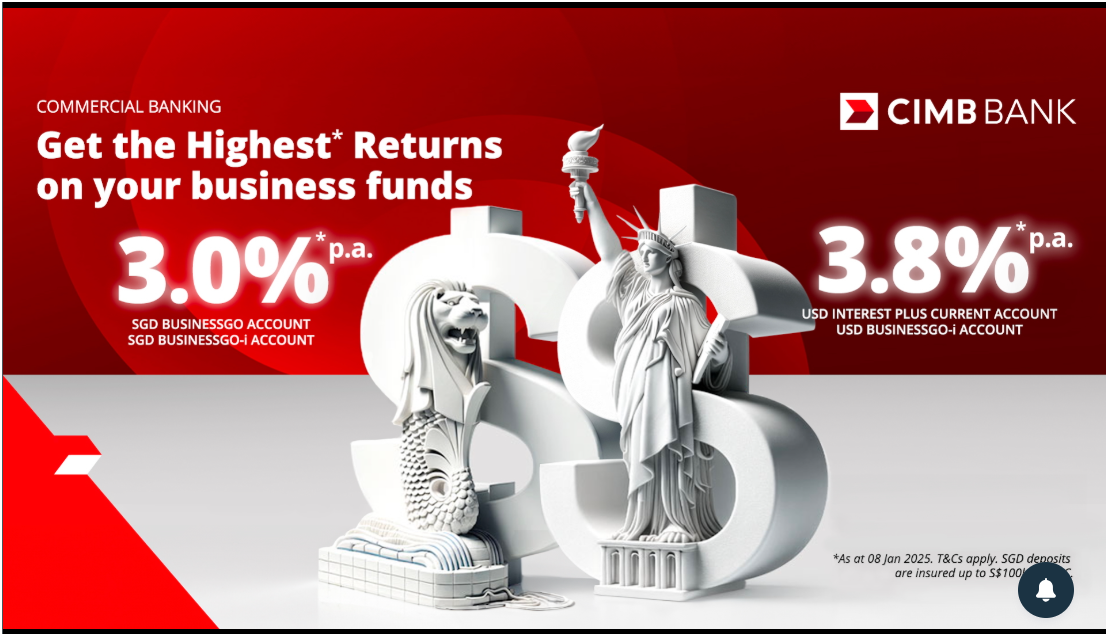 COMMERCIAL BANKING
Get the Highest* Returns
on your business funds
CIMB BANK
3.0%*p.a.
SGD BUSINESSGO ACCOUNT
SGD BUSINESSGO-i ACCOUNT
3.8%*p.a.
USD INTEREST PLUS CURRENT ACCOUNT
USD BUSINESSGO-i ACCOUNT
*As at 08 Jan 2025. T&Cs apply. SGD deposits
are insured up to